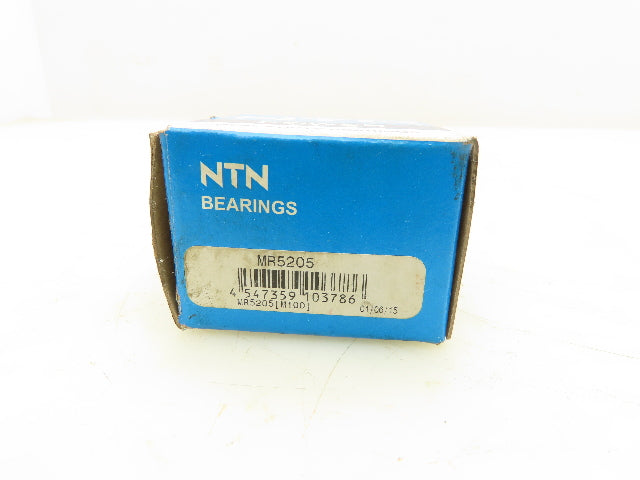 NTN
BEARINGS
MR5205
4 547359 103786
MR5205[M100]
01/06/15